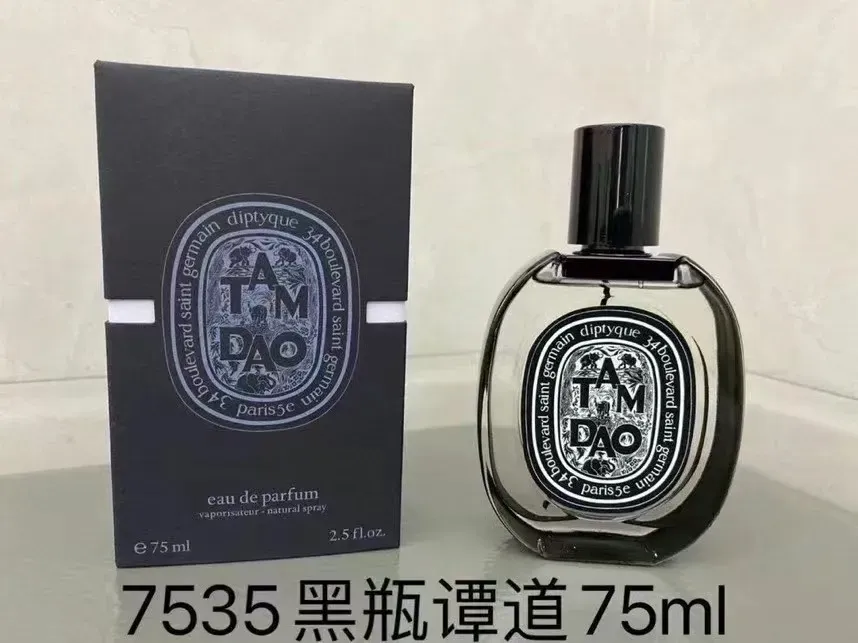 diptyque 34 boulevard saint germain paris5e 34 boulevard saint germain
TAM
DAO
eau de parfum
vaporisateur - natural spray
e 75 ml
2.5 fl.oz.
diptyque 34 boulevard saint germain paris5e 34 boulevard saint germain
TAM
DAO
7535黑瓶谭道75ml